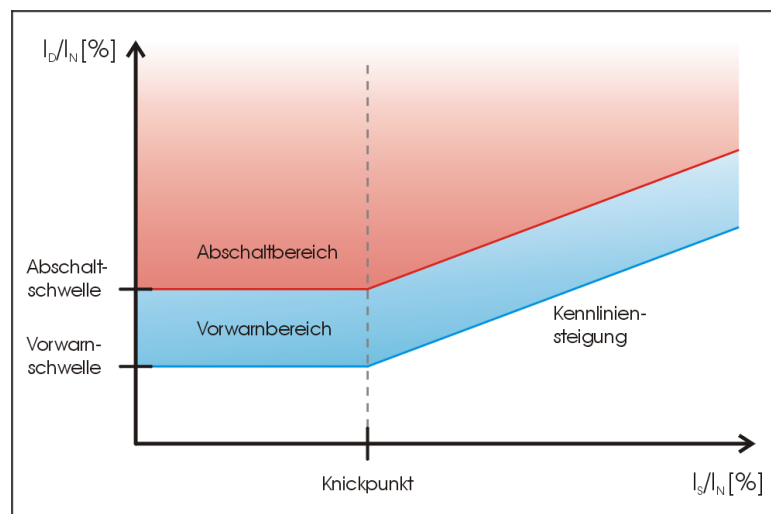 I_D/I_N [%]
Abschaltbereich
Abschalt-
schwelle
Vorwarnbereich
Kennlinien-
steigung
Vorwarn-
schwelle
Knickpunkt
I_S/I_N [%]